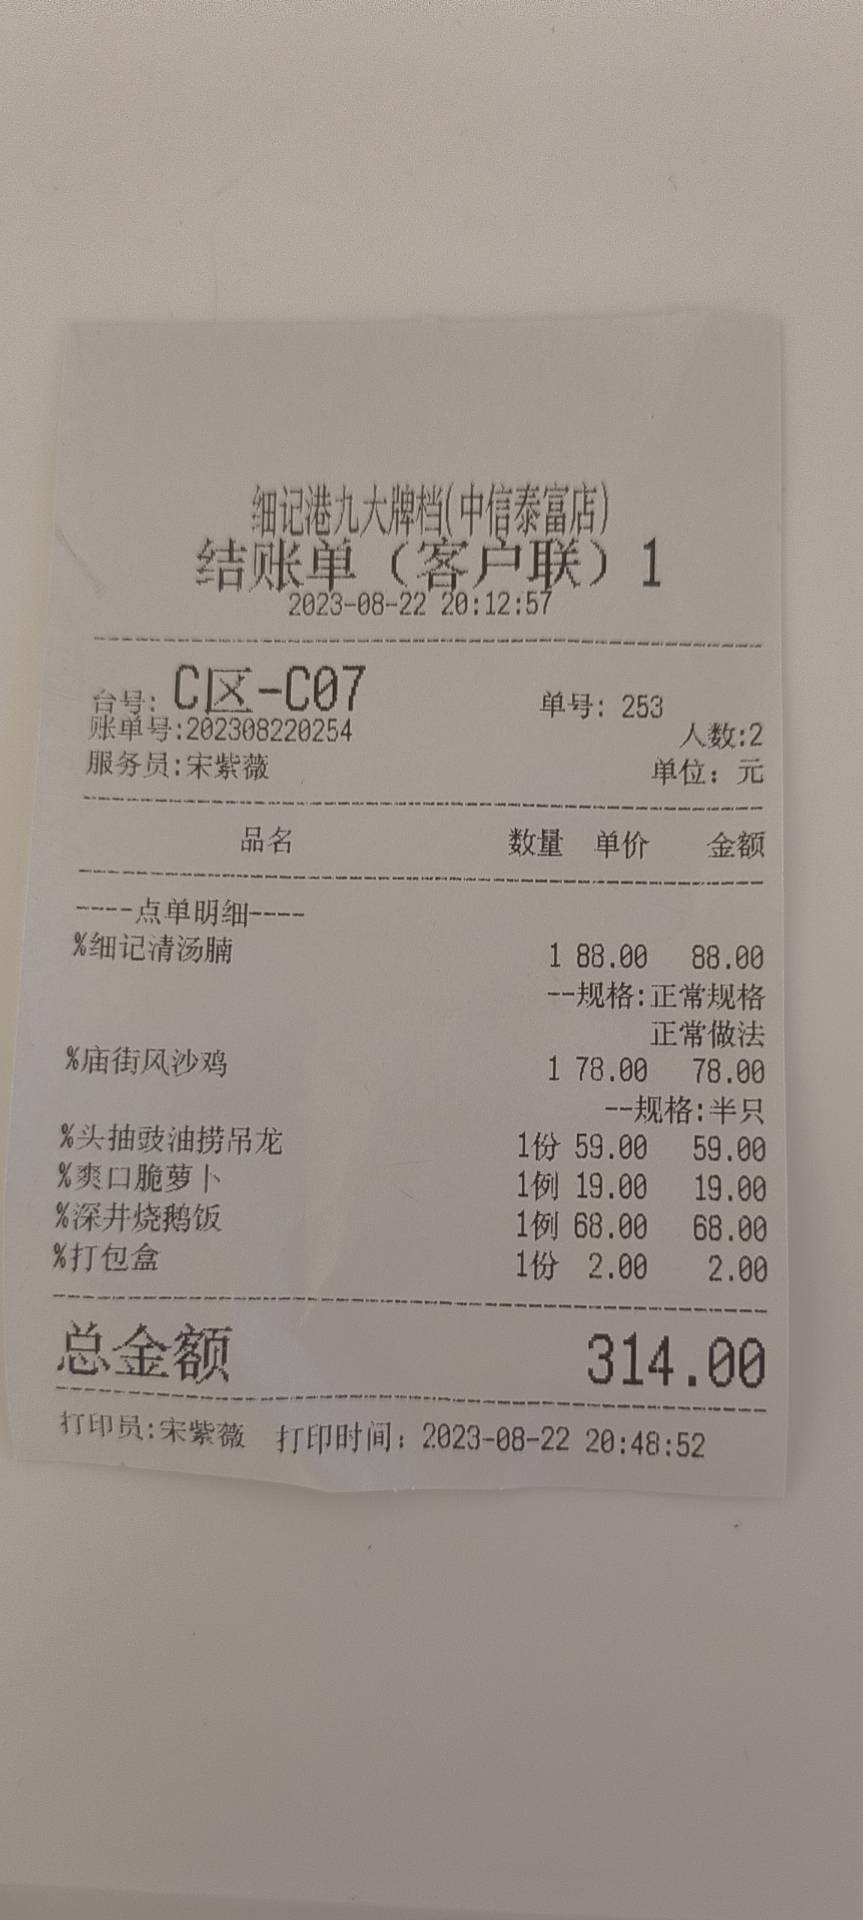 细记港九大牌档(中信泰富店)
结账单（客户联）1
2023-08-22 20:12:57
台号: C区-C07 单号: 253
账单号:202308220254 人数:2
服务员:宋紫薇 单位：元
品名 数量 单价 金额
----点单明细----
%细记清汤腩 1 88.00 88.00
--规格:正常规格
正常做法
%庙街风沙鸡 1 78.00 78.00
--规格:半只
%头抽豉油捞吊龙 1份 59.00 59.00
%爽口脆萝卜 1例 19.00 19.00
%深井烧鹅饭 1例 68.00 68.00
%打包盒 1份 2.00 2.00
总金额 314.00
打印员:宋紫薇 打印时间：2023-08-22 20:48:52